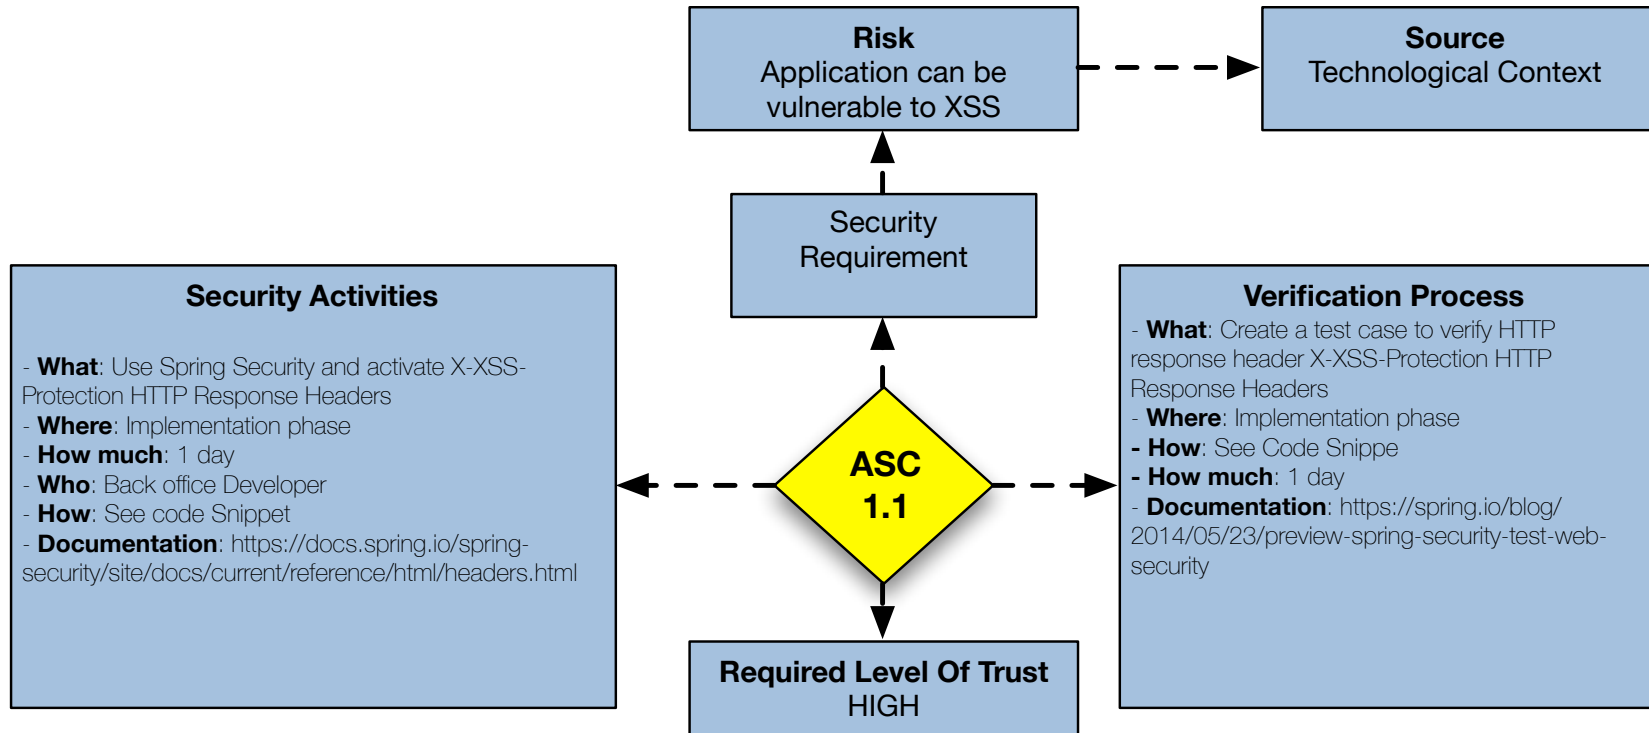 Risk
Application can be
vulnerable to XSS
Source
Technological Context
Security
Requirement
Security Activities
- What: Use Spring Security and activate X-XSS-
Protection HTTP Response Headers
- Where: Implementation phase
- How much: 1 day
- Who: Back office Developer
- How: See code Snippet
- Documentation: https://docs.spring.io/spring-
security/site/docs/current/reference/html/headers.html
ASC
1.1
Verification Process
- What: Create a test case to verify HTTP
response header X-XSS-Protection HTTP
Response Headers
- Where: Implementation phase
- How: See Code Snippe
- How much: 1 day
- Documentation: https://spring.io/blog/
2014/05/23/preview-spring-security-test-web-
security
Required Level Of Trust
HIGH